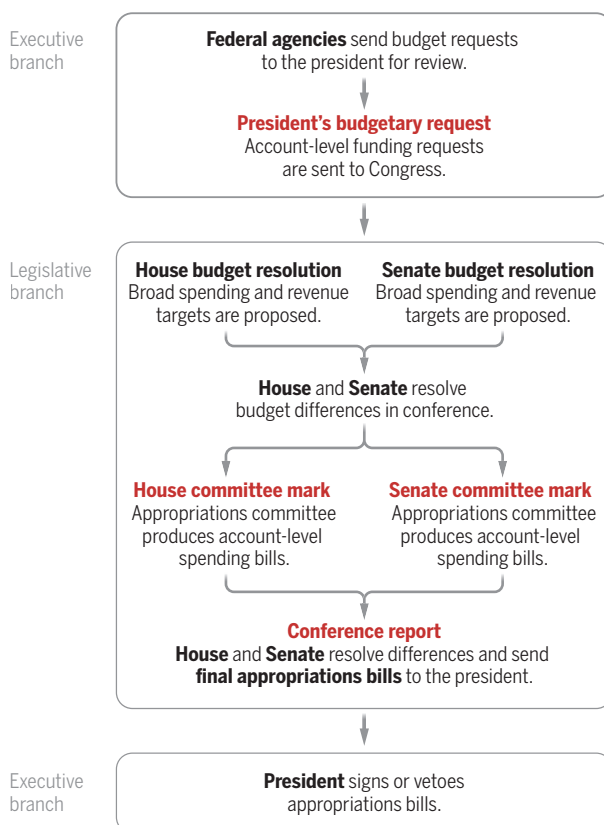 Executive
branch
Federal agencies send budget requests
to the president for review.
President’s budgetary request
Account-level funding requests
are sent to Congress.
Legislative
branch
House budget resolution
Broad spending and revenue
targets are proposed.
Senate budget resolution
Broad spending and revenue
targets are proposed.
House and Senate resolve
budget differences in conference.
House committee mark
Appropriations committee
produces account-level
spending bills.
Senate committee mark
Appropriations committee
produces account-level
spending bills.
Conference report
House and Senate resolve differences and send
final appropriations bills to the president.
Executive
branch
President signs or vetoes
appropriations bills.